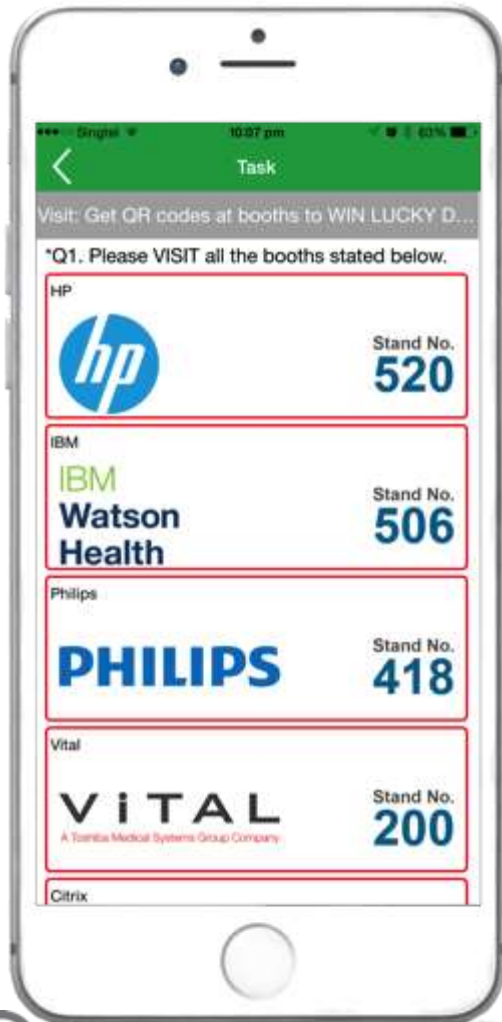 Singtel 10:07 pm 63%
Task
Visit: Get QR codes at booths to WIN LUCKY D...
*Q1. Please VISIT all the booths stated below.
HP
hp
Stand No.
520
IBM
IBM
Watson
Health
Stand No.
506
Philips
PHILIPS
Stand No.
418
Vital
ViTAL
A Toshiba Medical Systems Group Company
Stand No.
200
Citrix